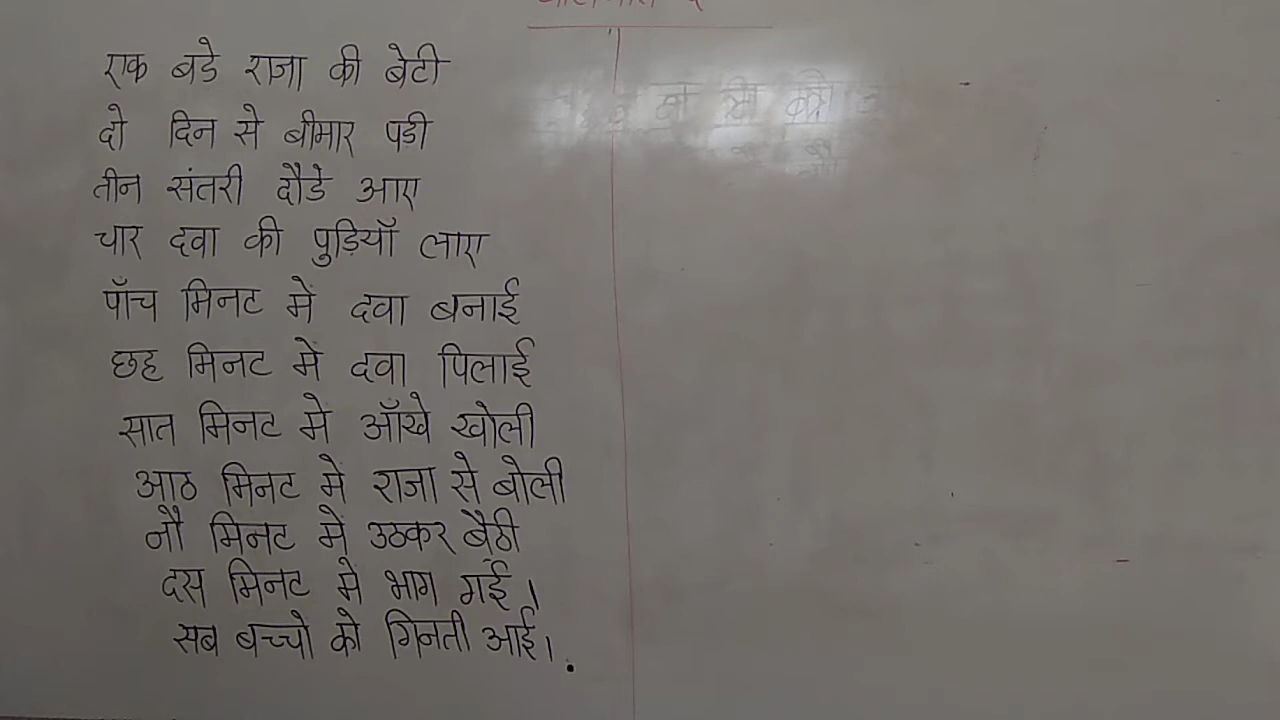 एक बडे राजा की बेटी
दो दिन से बीमार पडी
तीन संतरी दौडे आए
चार दवा की पुड़ियाँ लाए
पाँच मिनट में दवा बनाई
छह मिनट में दवा पिलाई
सात मिनट में आँखे खोली
आठ मिनट में राजा से बोली
नौ मिनट में उठकर बैठी
दस मिनट में भाग गई।
सब बच्चो को गिनती आई।